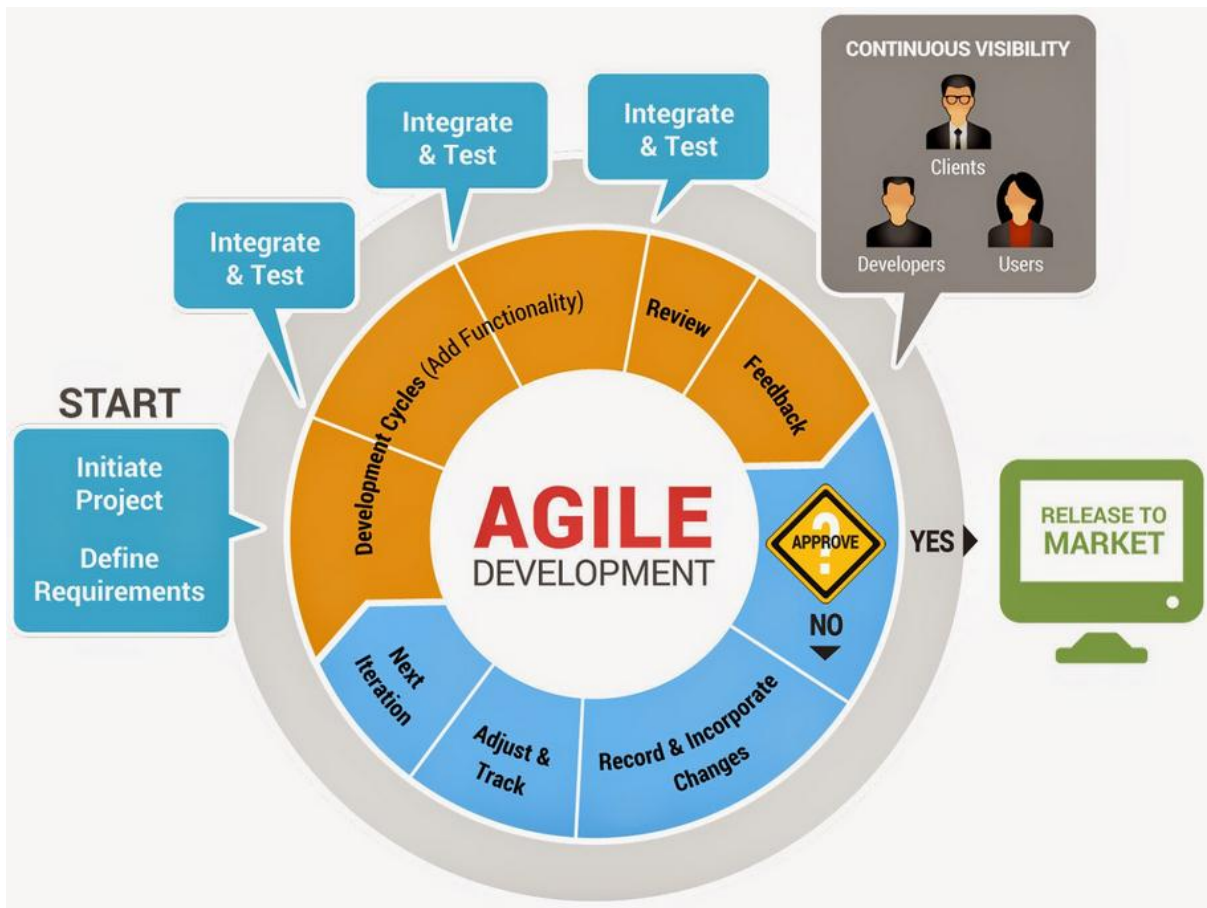 START
Initiate
Project
Define
Requirements
Integrate
& Test
Integrate
& Test
Integrate
& Test
CONTINUOUS VISIBILITY
Clients
Developers
Users
Development Cycles (Add Functionality)
Review
Feedback
AGILE
DEVELOPMENT
?
APPROVE
YES
NO
RELEASE TO
MARKET
Record & Incorporate
Changes
Adjust &
Track
Next
Iteration